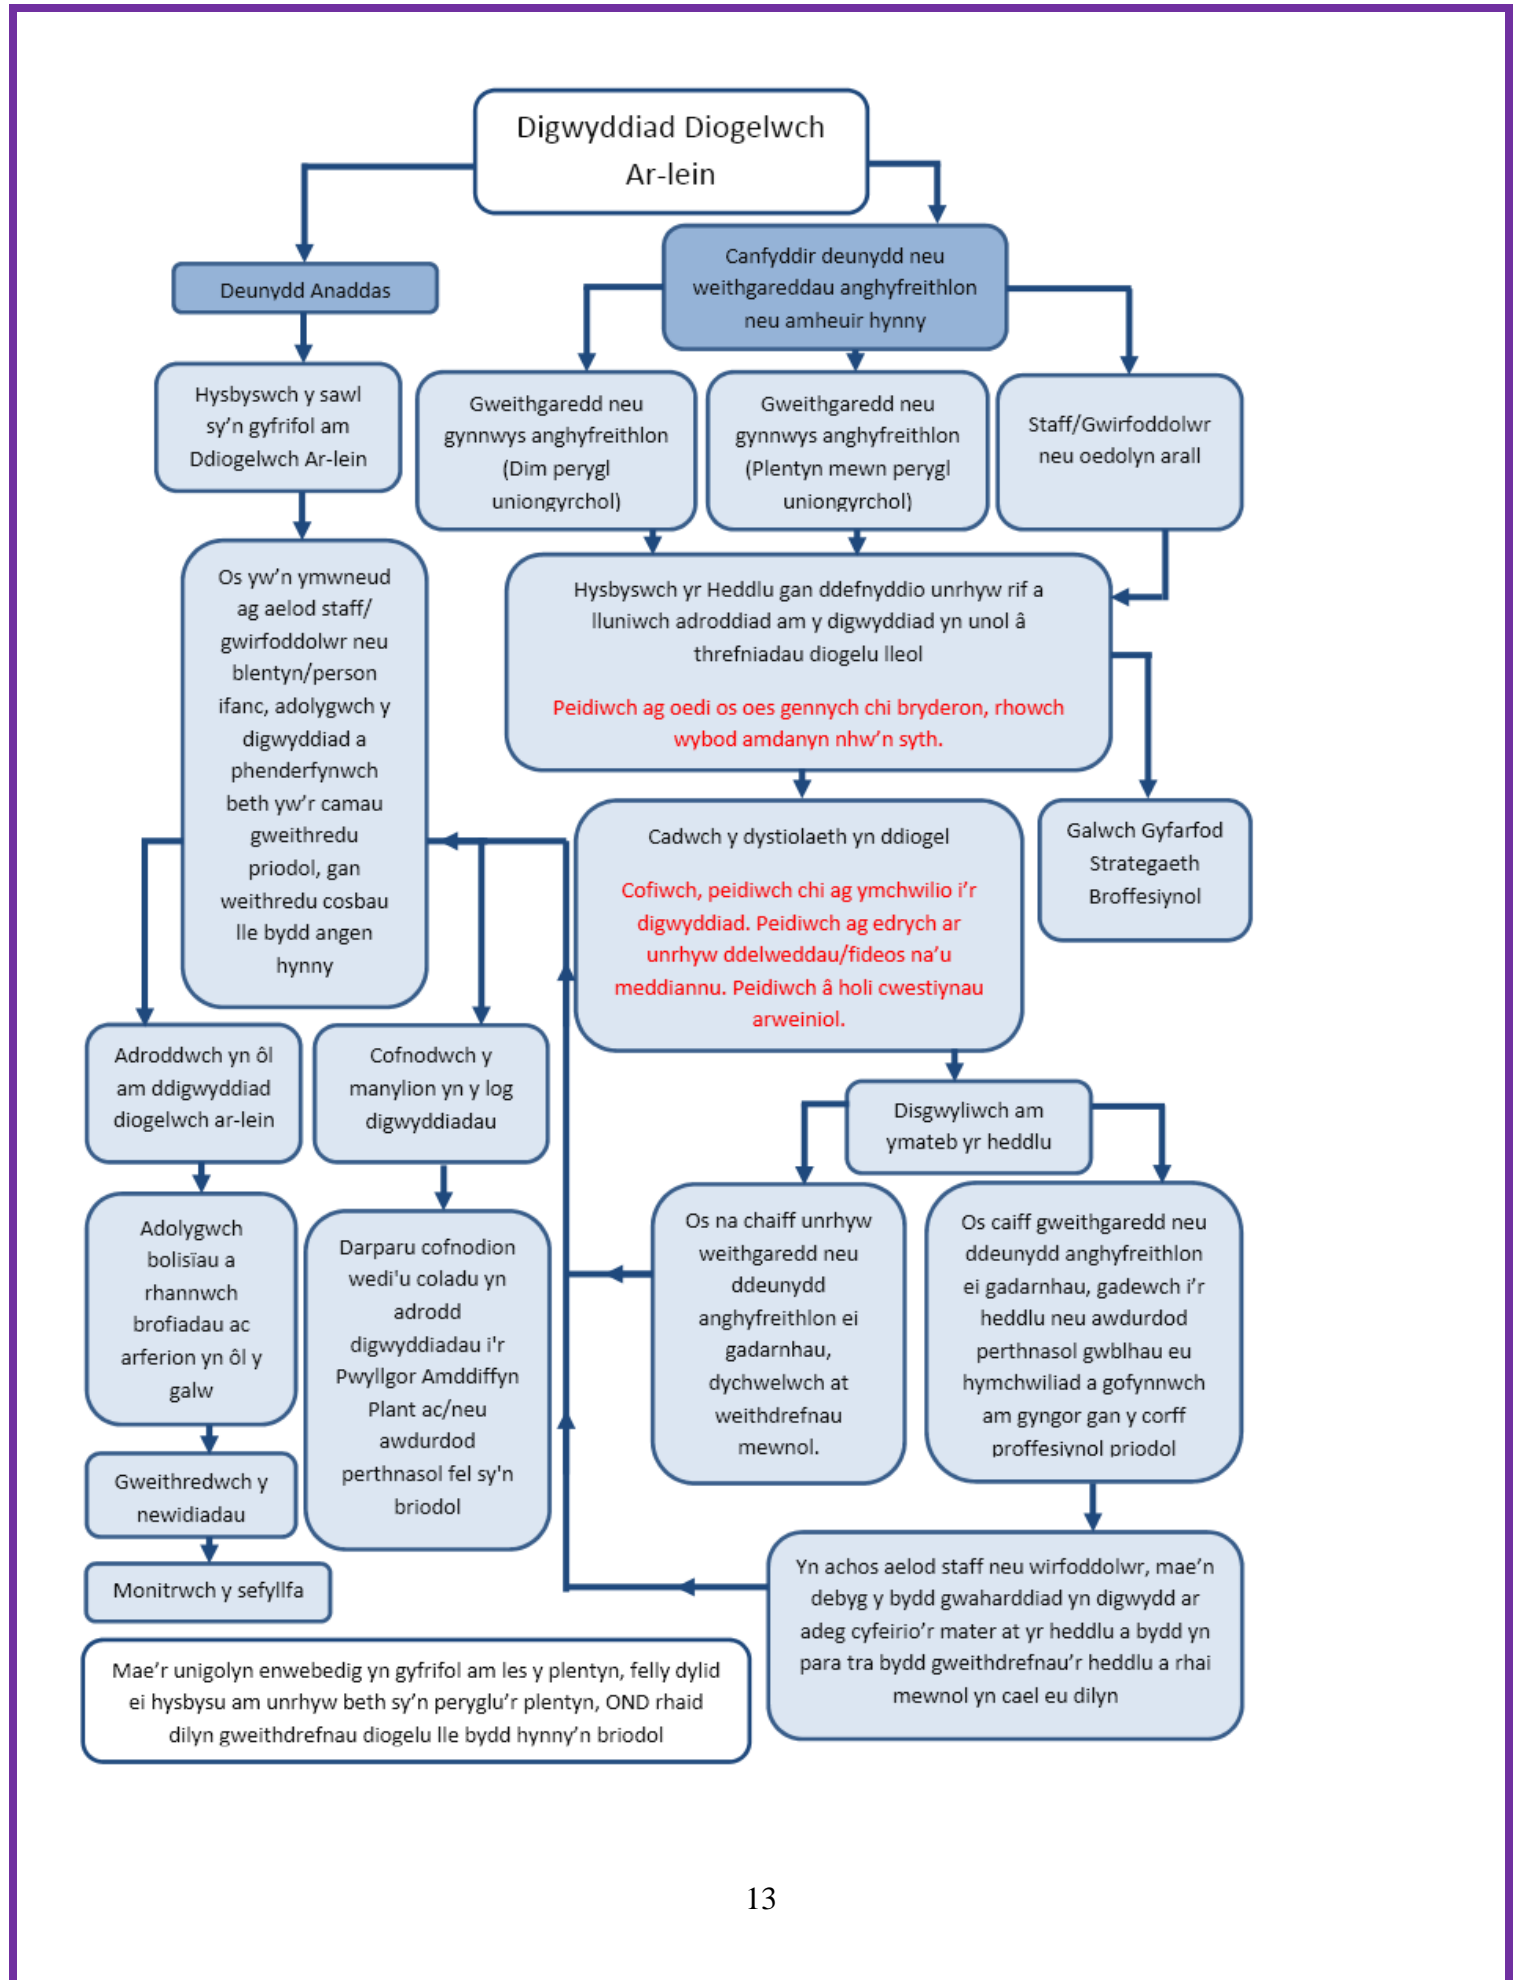 Digwyddiad Diogelwch
Ar-lein
Deunydd Anaddas
Canfyddir deunydd neu
weithgareddau anghyfreithlon
neu amheuir hynny
Hysbyswch y sawl
sy’n gyfrifol am
Ddiogelwch Ar-lein
Gweithgaredd neu
gynnwys anghyfreithlon
(Dim perygl
uniongyrchol)
Gweithgaredd neu
gynnwys anghyfreithlon
(Plentyn mewn perygl
uniongyrchol)
Staff/Gwirfoddolwr
neu oedolyn arall
Os yw’n ymwneud
ag aelod staff/
gwirfoddolwr neu
blentyn/person
ifanc, adolygwch y
digwyddiad a
phenderfynwch
beth yw’r camau
gweithredu
priodol, gan
weithredu cosbau
lle bydd angen
hynny
Hysbyswch yr Heddlu gan ddefnyddio unrhyw rif a
lluniwch adroddiad am y digwyddiad yn unol â
threfniadau diogelu lleol
Peidiwch ag oedi os oes gennych chi bryderon, rhowch
wybod amdanyn nhw’n syth.
Cadwch y dystiolaeth yn ddiogel
Cofiwch, peidiwch chi ag ymchwilio i’r
digwyddiad. Peidiwch ag edrych ar
unrhyw ddelweddau/fideos na’u
meddiannu. Peidiwch â holi cwestiynau
arweiniol.
Galwch Gyfarfod
Strategaeth
Broffesiynol
Adroddwch yn ôl
am ddigwyddiad
diogelwch ar-lein
Cofnodwch y
manylion yn y log
digwyddiadau
Disgwyliwch am
ymateb yr heddlu
Adolygwch
bolisïau a
rhannwch
brofiadau ac
arferion yn ôl y
galw
Darparu cofnodion
wedi'u coladu yn
adrodd
digwyddiadau i'r
Pwyllgor Amddiffyn
Plant ac/neu
awdurdod
perthnasol fel sy'n
briodol
Os na chaiff unrhyw
weithgaredd neu
ddeunydd
anghyfreithlon ei
gadarnhau,
dychwelwch at
weithdrefnau
mewnol.
Os caiff gweithgaredd neu
ddeunydd anghyfreithlon
ei gadarnhau, gadewch i’r
heddlu neu awdurdod
perthnasol gwblhau eu
hymchwiliad a gofynnwch
am gyngor gan y corff
proffesiynol priodol
Gweithredwch y
newidiadau
Monitrwch y sefyllfa
Yn achos aelod staff neu wirfoddolwr, mae’n
debyg y bydd gwaharddiad yn digwydd ar
adeg cyfeirio’r mater at yr heddlu a bydd yn
para tra bydd gweithdrefnau’r heddlu a rhai
mewnol yn cael eu dilyn
Mae’r unigolyn enwebedig yn gyfrifol am les y plentyn, felly dylid
ei hysbysu am unrhyw beth sy’n peryglu’r plentyn, OND rhaid
dilyn gweithdrefnau diogelu lle bydd hynny’n briodol
13